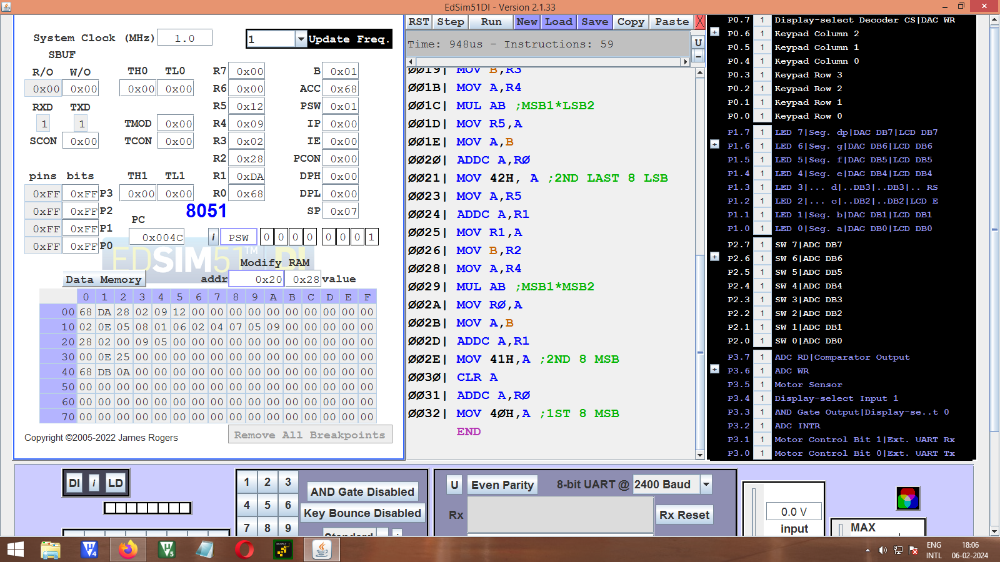 EdSim51DI - Version 2.1.33
System Clock (MHz) 1.0
1 Update Freq.
SBUF
R/O W/O TH0 TL0 R7 0x00 B 0x01
0x00 0x00 0x00 0x00 R6 0x00 ACC 0x68
RXD TXD R5 0x12 PSW 0x01
1 1 TMOD 0x00 R4 0x09 IP 0x00
SCON 0x00 TCON 0x00 R3 0x02 IE 0x00
R2 0x28 PCON 0x00
pins bits TH1 TL1 R1 0xDA DPH 0x00
0xFF 0xFF P3 0x00 0x00 R0 0x68 DPL 0x00
0xFF 0xFF P2 8051 SP 0x07
0xFF 0xFF P1 PC
0xFF 0xFF P0 0x004C i PSW 0 0 0 0 0 0 0 1
EDSIM51™ DI
Modify RAM
Data Memory addr 0x20 0x28 value
0 1 2 3 4 5 6 7 8 9 A B C D E F
00 68 DA 28 02 09 12 00 00 00 00 00 00 00 00 00 00
10 02 0E 05 08 01 06 02 04 07 05 09 00 00 00 00 00
20 28 02 00 09 05 00 00 00 00 00 00 00 00 00 00 00
30 00 0E 25 00 00 00 00 00 00 00 00 00 00 00 00 00
40 68 DB 0A 00 00 00 00 00 00 00 00 00 00 00 00 00
50 00 00 00 00 00 00 00 00 00 00 00 00 00 00 00 00
60 00 00 00 00 00 00 00 00 00 00 00 00 00 00 00 00
70 00 00 00 00 00 00 00 00 00 00 00 00 00 00 00 00
Copyright ©2005-2022 James Rogers
Remove All Breakpoints
RST Step Run New Load Save Copy Paste X
Time: 948us - Instructions: 59
U
-
0019| MOV B,R3
001B| MOV A,R4
001C| MUL AB ;MSB1*LSB2
001D| MOV R5,A
001E| MOV A,B
0020| ADDC A,R0
0021| MOV 42H, A ;2ND LAST 8 LSB
0023| MOV A,R5
0024| ADDC A,R1
0025| MOV R1,A
0026| MOV B,R2
0028| MOV A,R4
0029| MUL AB ;MSB1*MSB2
002A| MOV R0,A
002B| MOV A,B
002D| ADDC A,R1
002E| MOV 41H,A ;2ND 8 MSB
0030| CLR A
0031| ADDC A,R0
0032| MOV 40H,A ;1ST 8 MSB
END
P0.7 1 Display-select Decoder CS|DAC WR
P0.6 1 Keypad Column 2
P0.5 1 Keypad Column 1
P0.4 1 Keypad Column 0
P0.3 1 Keypad Row 3
P0.2 1 Keypad Row 2
P0.1 1 Keypad Row 1
P0.0 1 Keypad Row 0
P1.7 1 LED 7|Seg. dp|DAC DB7|LCD DB7
P1.6 1 LED 6|Seg. g|DAC DB6|LCD DB6
P1.5 1 LED 5|Seg. f|DAC DB5|LCD DB5
P1.4 1 LED 4|Seg. e|DAC DB4|LCD DB4
P1.3 1 LED 3|... d|..DB3|..DB3|.. RS
P1.2 1 LED 2|... c|..DB2|..DB2|LCD E
P1.1 1 LED 1|Seg. b|DAC DB1|LCD DB1
P1.0 1 LED 0|Seg. a|DAC DB0|LCD DB0
P2.7 1 SW 7|ADC DB7
P2.6 1 SW 6|ADC DB6
P2.5 1 SW 5|ADC DB5
P2.4 1 SW 4|ADC DB4
P2.3 1 SW 3|ADC DB3
P2.2 1 SW 2|ADC DB2
P2.1 1 SW 1|ADC DB1
P2.0 1 SW 0|ADC DB0
P3.7 1 ADC RD|Comparator Output
P3.6 1 ADC WR
P3.5 1 Motor Sensor
P3.4 1 Display-select Input 1
P3.3 1 AND Gate Output|Display-se..t 0
P3.2 1 ADC INTR
P3.1 1 Motor Control Bit 1|Ext. UART Rx
P3.0 1 Motor Control Bit 0|Ext. UART Tx
DI i LD
1 2 3
4 5 6
7 8 9
AND Gate Disabled
Key Bounce Disabled
Standard i
U Even Parity 8-bit UART @ 2400 Baud
Rx Rx Reset
0.0 V
input
MAX
ENG 18:06
INTL 06-02-2024